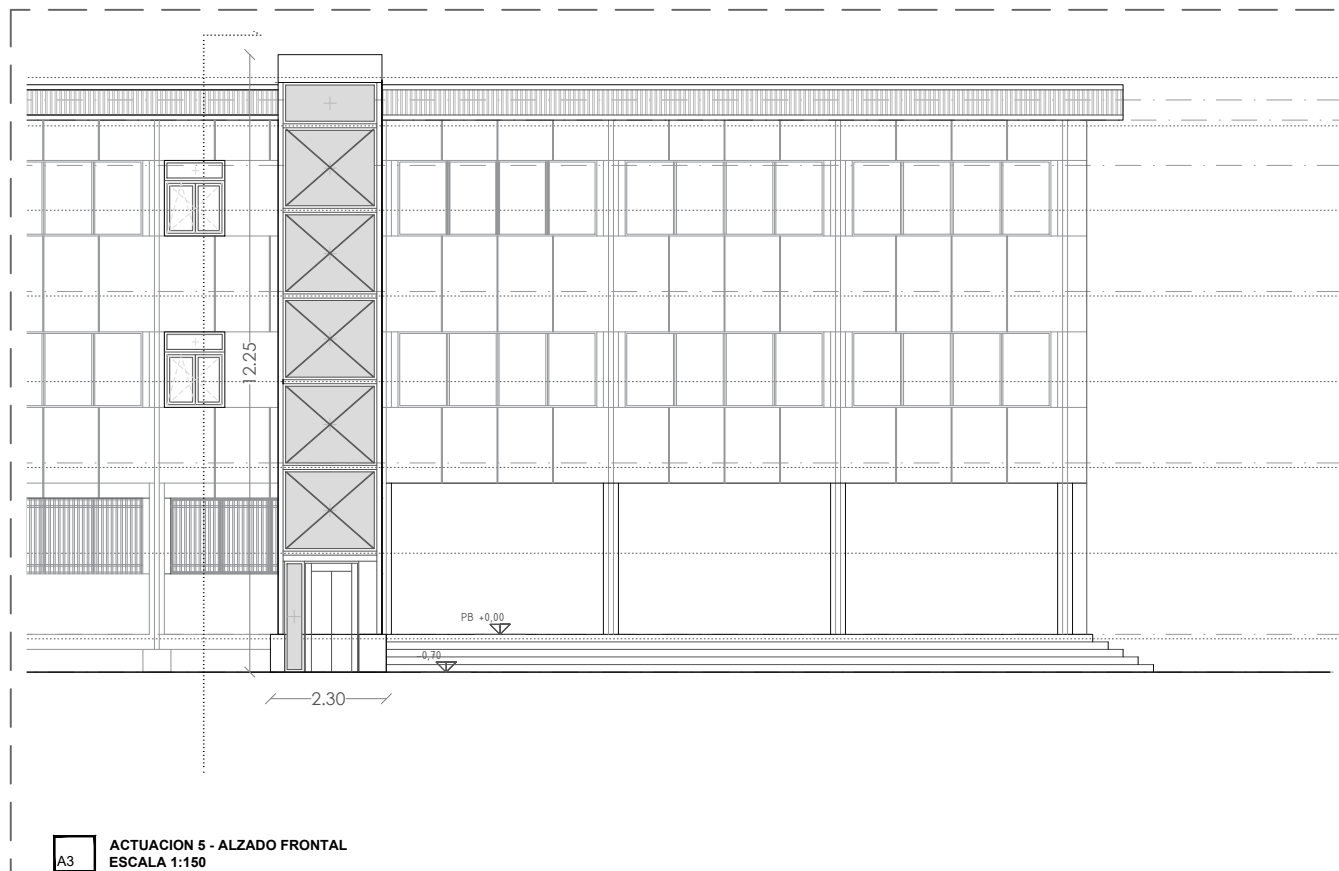 12.25
PB +0,00
-0,70
2.30
A3
ACTUACION 5 - ALZADO FRONTAL
ESCALA 1:150